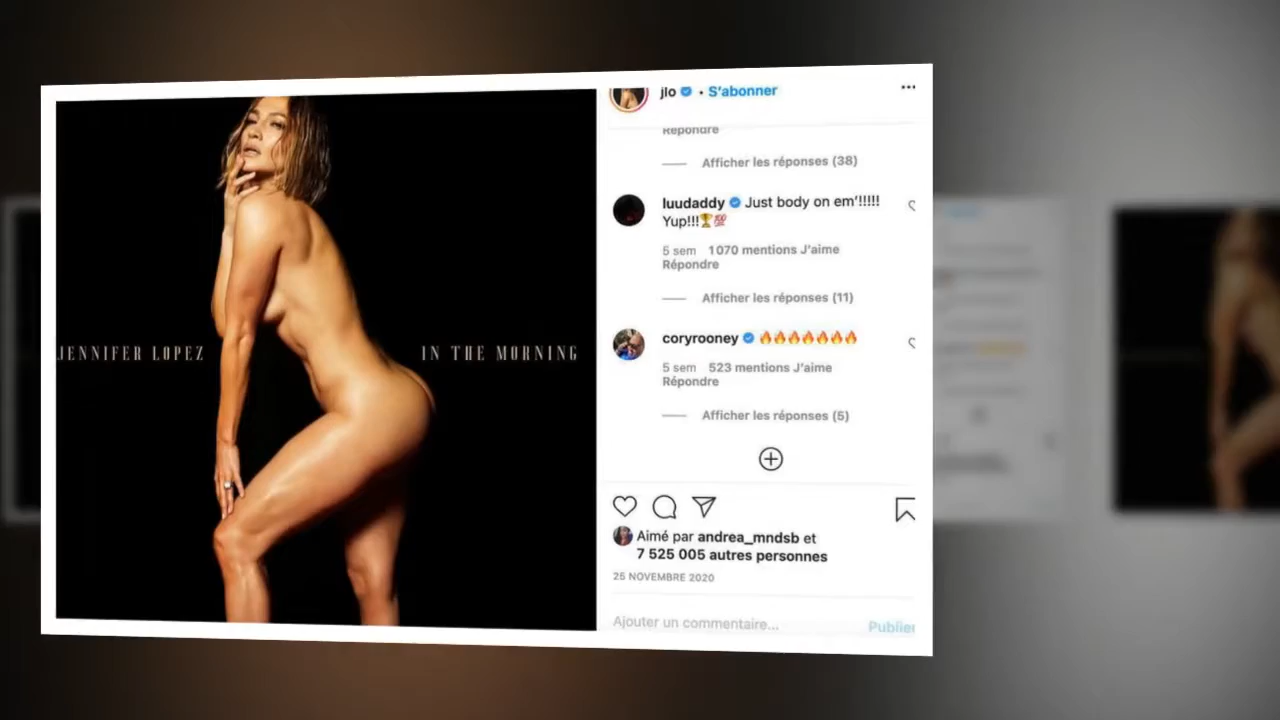 JENNIFER LOPEZ
IN THE MORNING
jlo • S'abonner
Répondre
Afficher les réponses (38)
luudaddy Just body on em'!!!!!
Yup!!!🏆💯
5 sem 1 070 mentions J'aime
Répondre
Afficher les réponses (11)
coryrooney 🔥🔥🔥🔥🔥🔥🔥
5 sem 523 mentions J'aime
Répondre
Afficher les réponses (5)
Aimé par andrea_mndsb et
7 525 005 autres personnes
25 NOVEMBRE 2020
Ajouter un commentaire...
Publier